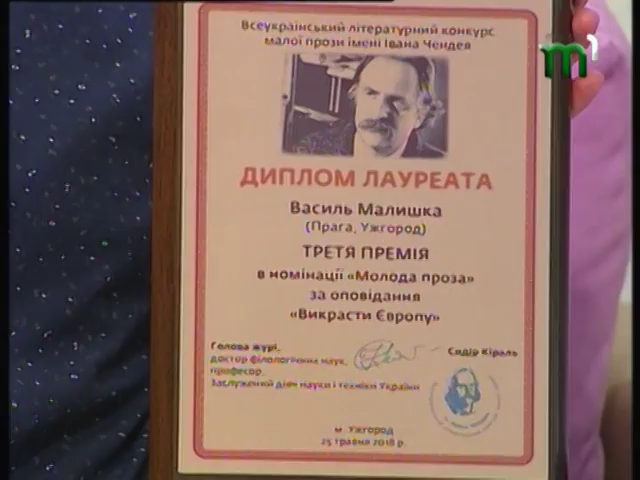 Всеукраїнський літературний конкурс
малої прози імені Івана Чендея
m1
ДИПЛОМ ЛАУРЕАТА
Василь Малишка
(Прага, Ужгород)
ТРЕТЯ ПРЕМІЯ
в номінації «Молода проза»
за оповідання
«Викрасти Європу»
Голова журі,
доктор філологічних наук,
професор,
Заслужений діяч науки і техніки України
Сидір Кіраль
м. Ужгород
25 травня 2018 р.